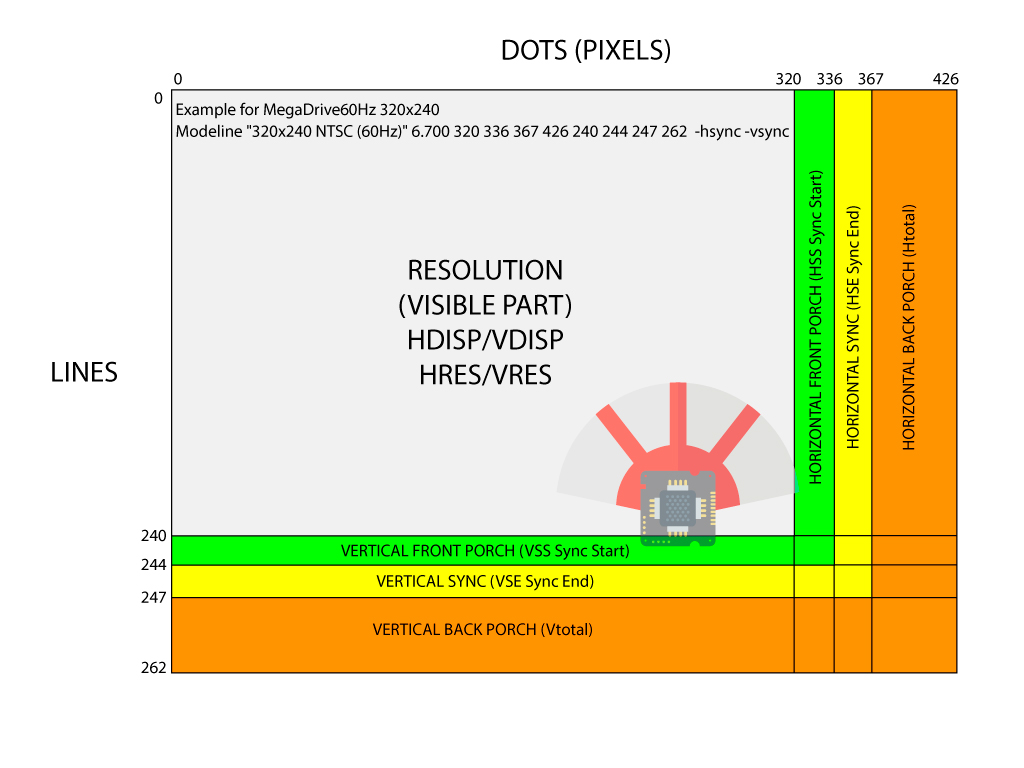 DOTS (PIXELS)
0
320
336
367
426
0
Example for MegaDrive60Hz 320x240
Modeline "320x240 NTSC (60Hz)" 6.700 320 336 367 426 240 244 247 262 -hsync -vsync
RESOLUTION
(VISIBLE PART)
HDISP/VDISP
HRES/VRES
LINES
HORIZONTAL FRONT PORCH (HSS Sync Start)
HORIZONTAL SYNC (HSE Sync End)
HORIZONTAL BACK PORCH (Htotal)
240
VERTICAL FRONT PORCH (VSS Sync Start)
244
VERTICAL SYNC (VSE Sync End)
247
VERTICAL BACK PORCH (Vtotal)
262